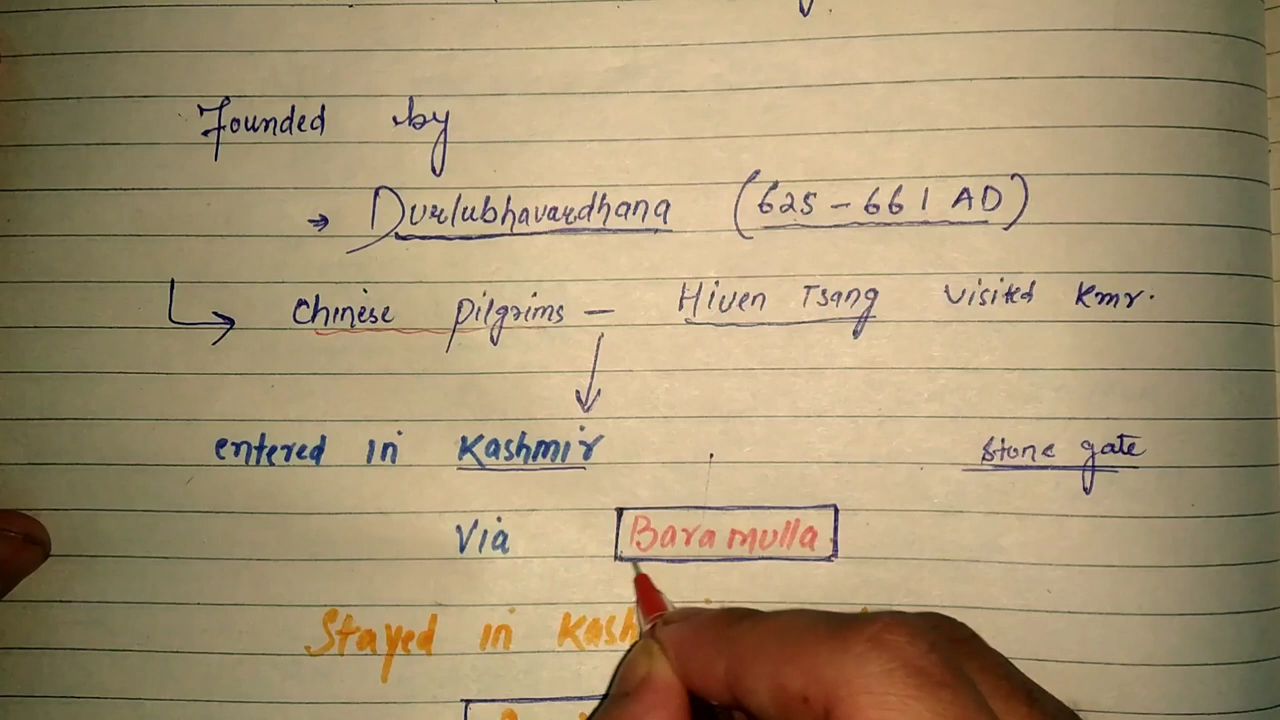 Founded by
→ Durlubhavardhana (625-661 AD)
Chinese pilgrims - Hiven Tsang visited Kmr.
entered in Kashmir Stone gate
Via Baramulla
Stayed in